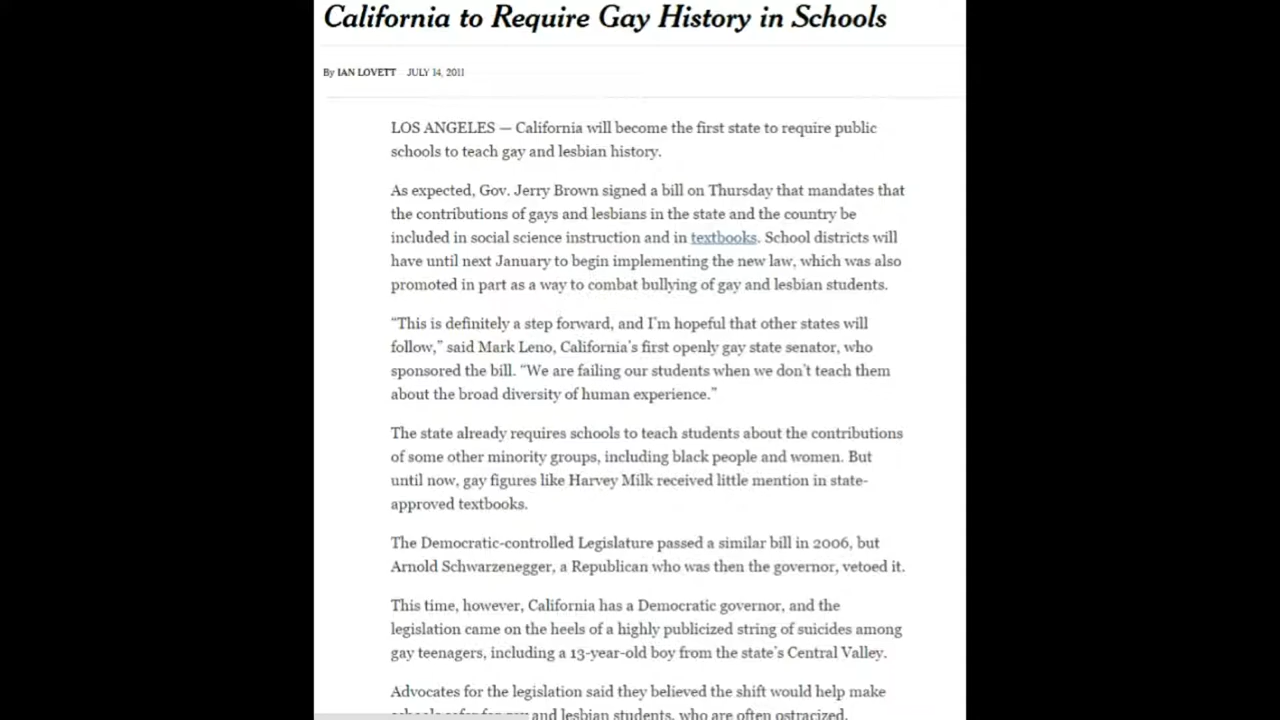 California to Require Gay History in Schools
By IAN LOVETT JULY 14, 2011
LOS ANGELES — California will become the first state to require public
schools to teach gay and lesbian history.
As expected, Gov. Jerry Brown signed a bill on Thursday that mandates that
the contributions of gays and lesbians in the state and the country be
included in social science instruction and in textbooks. School districts will
have until next January to begin implementing the new law, which was also
promoted in part as a way to combat bullying of gay and lesbian students.
“This is definitely a step forward, and I’m hopeful that other states will
follow,” said Mark Leno, California’s first openly gay state senator, who
sponsored the bill. “We are failing our students when we don’t teach them
about the broad diversity of human experience.”
The state already requires schools to teach students about the contributions
of some other minority groups, including black people and women. But
until now, gay figures like Harvey Milk received little mention in state-
approved textbooks.
The Democratic-controlled Legislature passed a similar bill in 2006, but
Arnold Schwarzenegger, a Republican who was then the governor, vetoed it.
This time, however, California has a Democratic governor, and the
legislation came on the heels of a highly publicized string of suicides among
gay teenagers, including a 13-year-old boy from the state’s Central Valley.
Advocates for the legislation said they believed the shift would help make
and lesbian students, who are often ostracized.